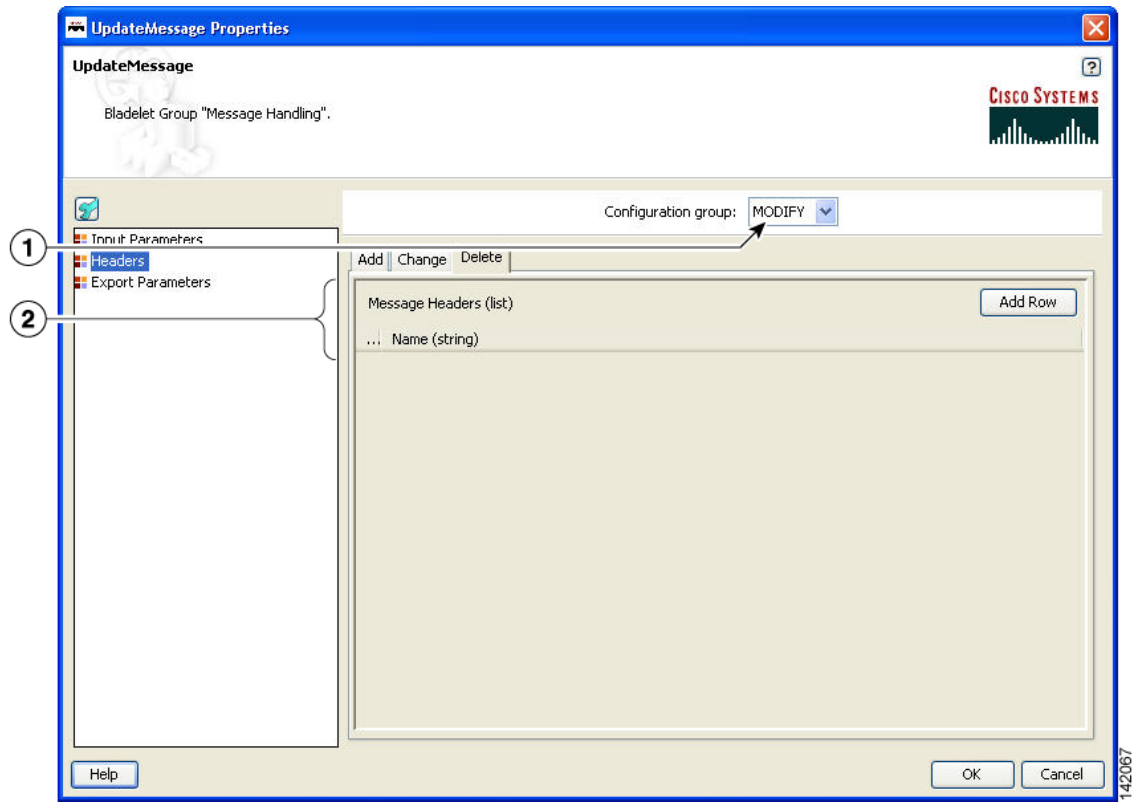 UpdateMessage Properties
UpdateMessage
Bladelet Group "Message Handling".
CISCO SYSTEMS
Configuration group: MODIFY
1
Input Parameters
Headers
Export Parameters
Add Change Delete
2
Message Headers (list)
Add Row
... Name (string)
Help
OK
Cancel
142067